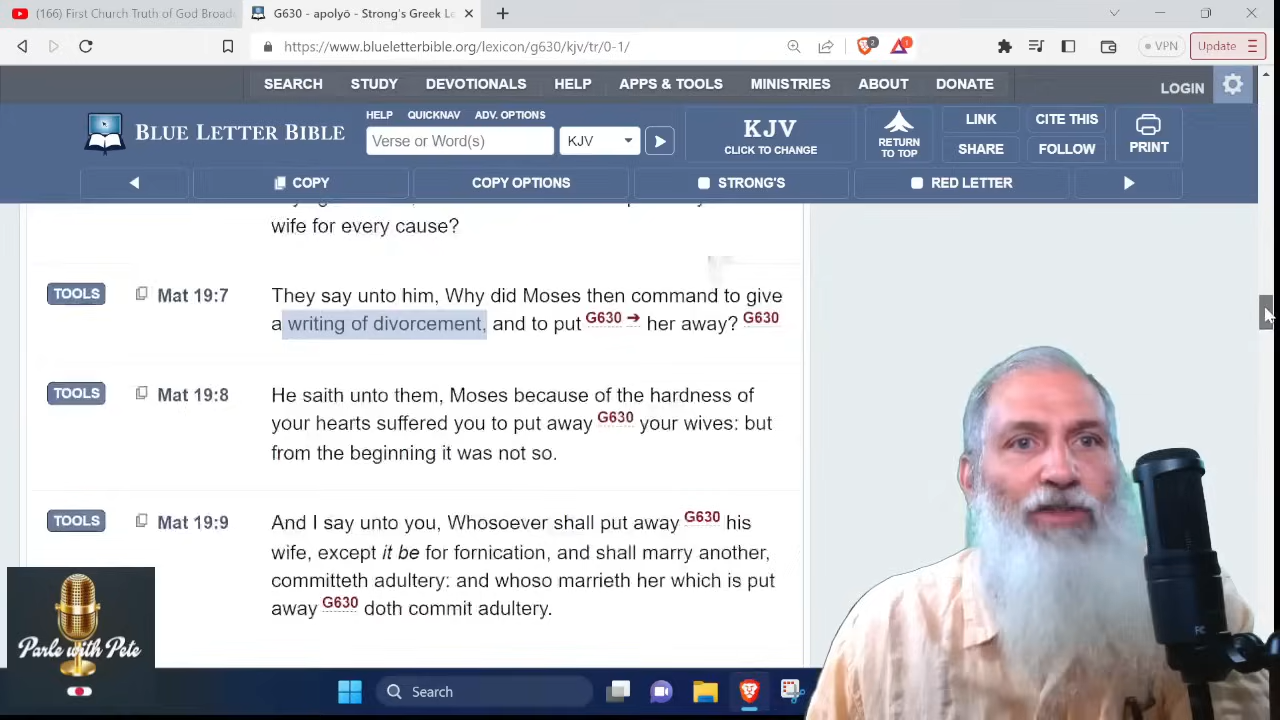 (166) First Church Truth of God Broad
G630 - apolyō - Strong's Greek Le
https://www.blueletterbible.org/lexicon/g630/kjv/tr/0-1/
2
1
VPN
Update
SEARCH STUDY DEVOTIONALS HELP APPS & TOOLS MINISTRIES ABOUT DONATE
LOGIN
HELP QUICKNAV ADV. OPTIONS
BLUE LETTER BIBLE
Verse or Word(s)
KJV
KJV
CLICK TO CHANGE
RETURN
TO TOP
LINK
CITE THIS
SHARE
FOLLOW
PRINT
COPY
COPY OPTIONS
STRONG'S
RED LETTER
wife for every cause?
TOOLS Mat 19:7 They say unto him, Why did Moses then command to give
a writing of divorcement, and to put G630 → her away? G630
TOOLS Mat 19:8 He saith unto them, Moses because of the hardness of
your hearts suffered you to put away G630 your wives: but
from the beginning it was not so.
TOOLS Mat 19:9 And I say unto you, Whosoever shall put away G630 his
wife, except it be for fornication, and shall marry another,
committeth adultery: and whoso marrieth her which is put
away G630 doth commit adultery.
Parle with Pete
Search